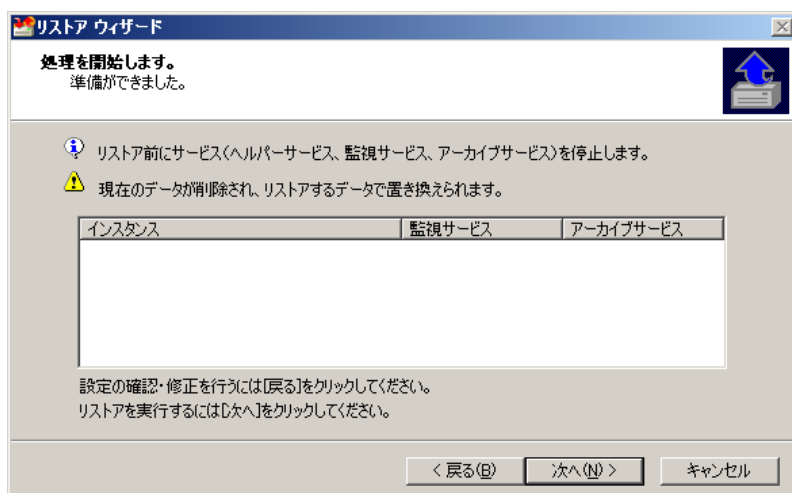 リストア ウィザード
処理を開始します。
準備ができました。
リストア前にサービス(ヘルパーサービス、監視サービス、アーカイブサービス)を停止します。
現在のデータが削除され、リストアするデータで置き換えられます。
インスタンス 監視サービス アーカイブサービス
設定の確認・修正を行うには[戻る]をクリックしてください。
リストアを実行するには[次へ]をクリックしてください。
< 戻る(B) 次へ(N) > キャンセル